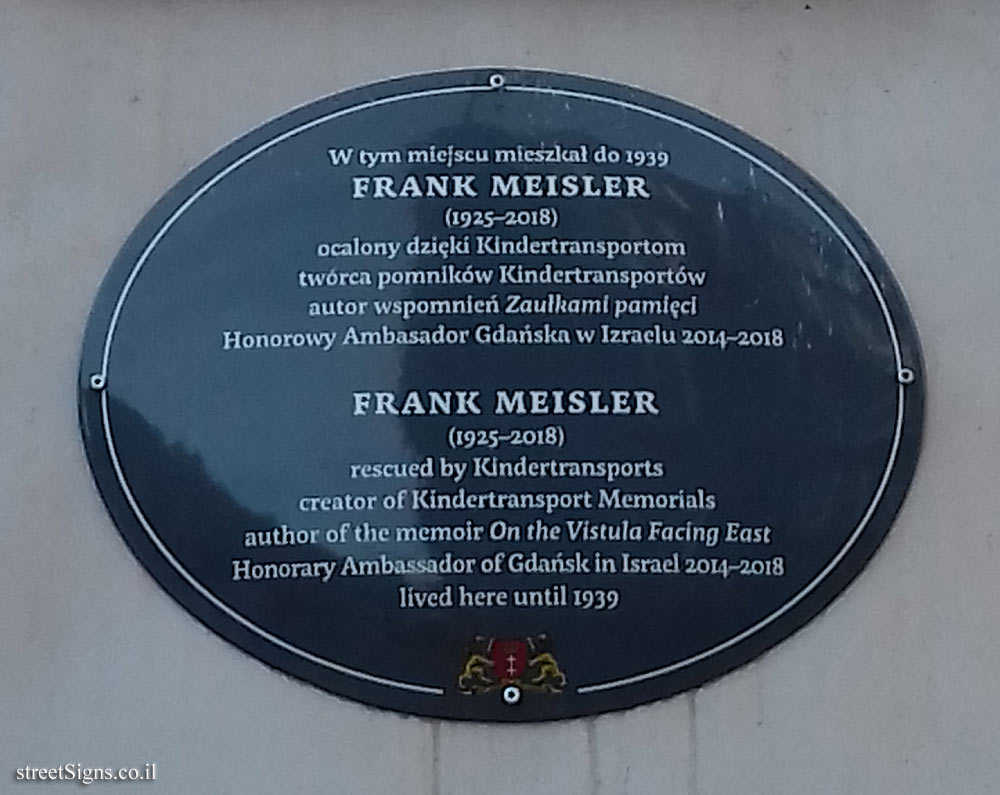 W tym miejscu mieszkał do 1939
FRANK MEISLER
(1925–2018)
ocalony dzięki Kindertransportom
twórca pomników Kindertransportów
autor wspomnień Zaułkami pamięci
Honorowy Ambasador Gdańska w Izraelu 2014–2018
FRANK MEISLER
(1925–2018)
rescued by Kindertransports
creator of Kindertransport Memorials
author of the memoir On the Vistula Facing East
Honorary Ambassador of Gdańsk in Israel 2014–2018
lived here until 1939
streetSigns.co.il